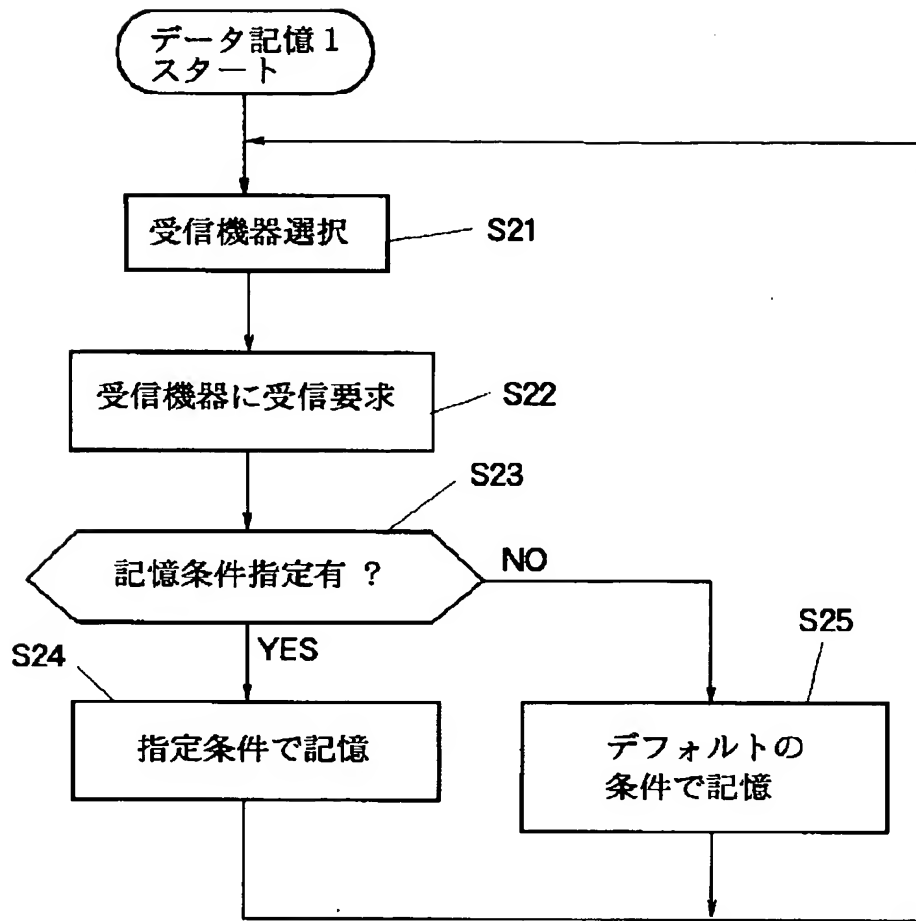 データ記憶1
スタート
受信機器選択
S21
受信機器に受信要求
S22
S23
記憶条件指定有 ?
NO
YES
S24
S25
指定条件で記憶
デフォルトの
条件で記憶